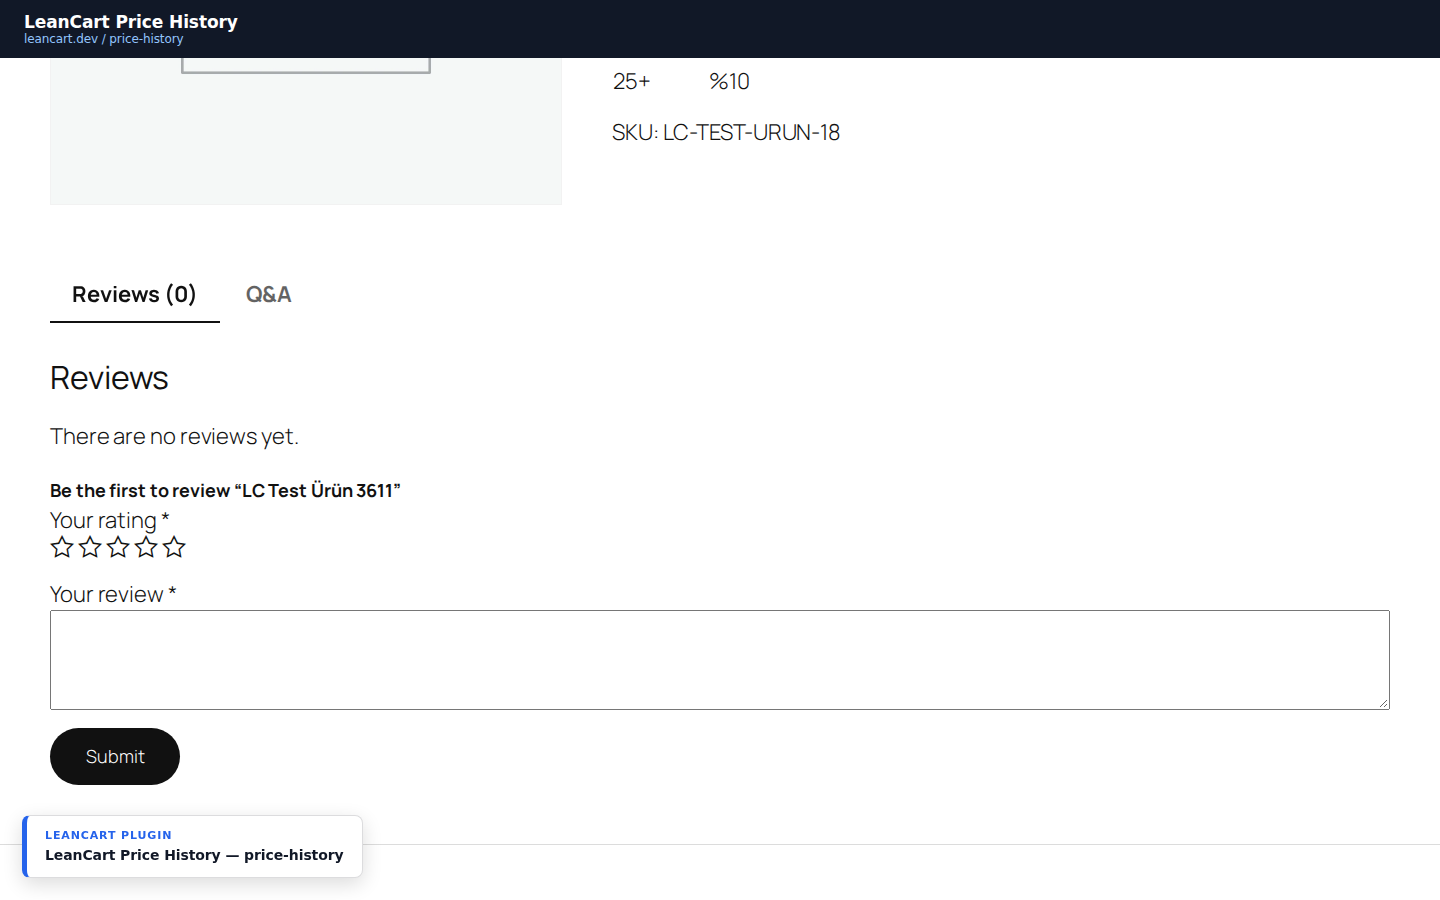 LeanCart Price History
leancart.dev / price-history
25+ %10
SKU: LC-TEST-URUN-18
Reviews (0) Q&A
Reviews
There are no reviews yet.
Be the first to review “LC Test Ürün 3611”
Your rating *
Your review *
Submit
LEANCART PLUGIN
LeanCart Price History — price-history